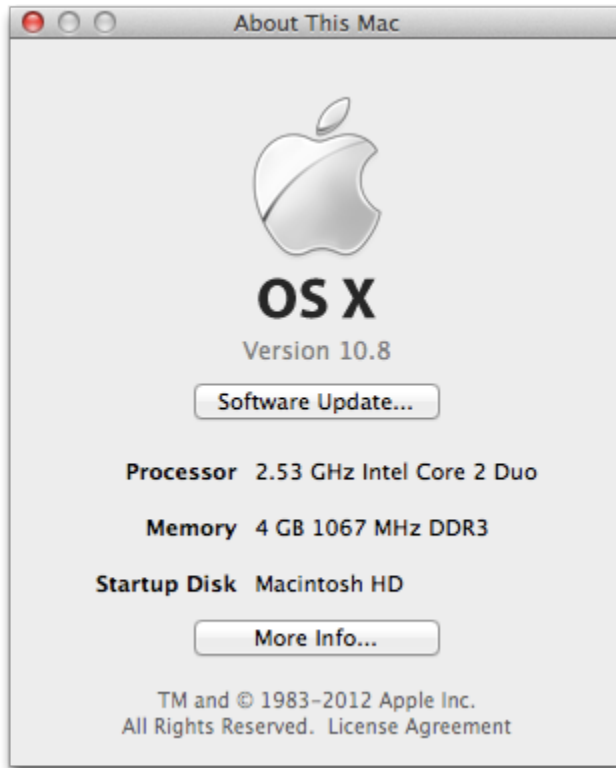 About This Mac
OS X
Version 10.8
Software Update...
Processor 2.53 GHz Intel Core 2 Duo
Memory 4 GB 1067 MHz DDR3
Startup Disk Macintosh HD
More Info...
TM and © 1983–2012 Apple Inc.
All Rights Reserved. License Agreement